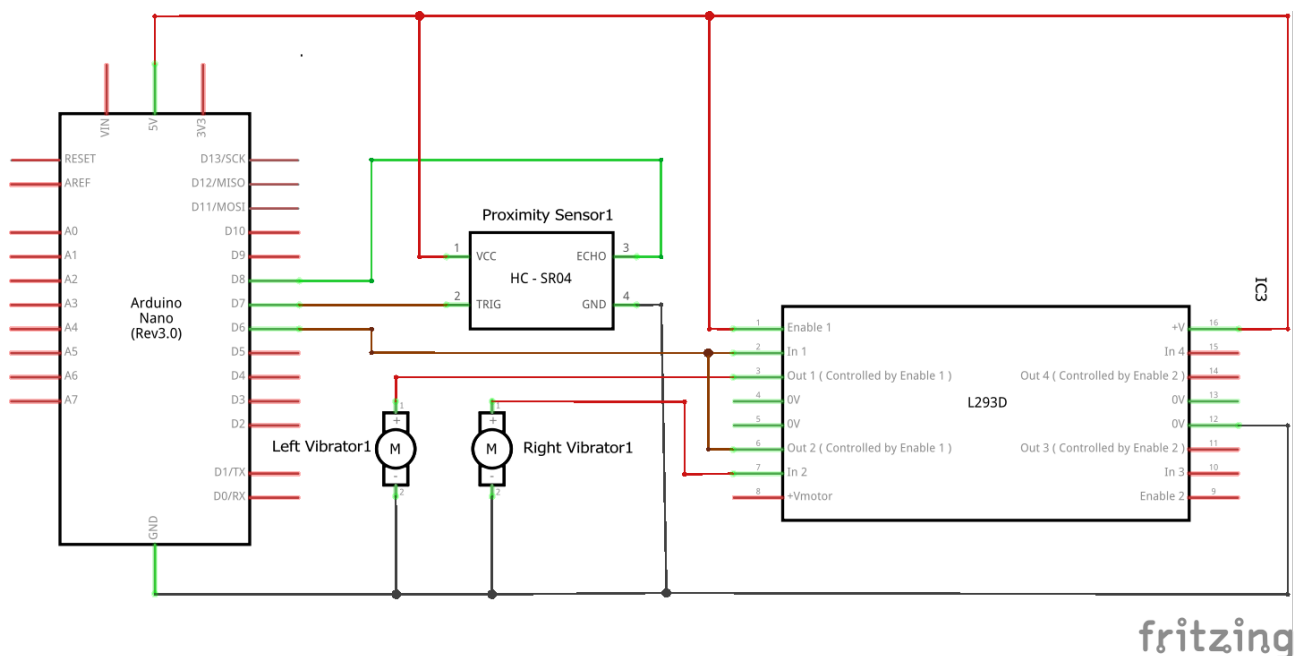 VIN
5V
3V3
RESET
AREF
A0
A1
A2
A3
A4
A5
A6
A7
Arduino
Nano
(Rev3.0)
D13/SCK
D12/MISO
D11/MOSI
D10
D9
D8
D7
D6
D5
D4
D3
D2
D1/TX
D0/RX
GND
Proximity Sensor1
1 VCC
2 TRIG
HC - SR04
ECHO 3
GND 4
Left Vibrator1
1
+
M
-
2
1
+
M
-
2
Right Vibrator1
IC3
1 Enable 1
2 In 1
3 Out 1 ( Controlled by Enable 1 )
4 0V
5 0V
6 Out 2 ( Controlled by Enable 1 )
7 In 2
8 +Vmotor
L293D
+V 16
In 4 15
Out 4 ( Controlled by Enable 2 ) 14
0V 13
0V 12
Out 3 ( Controlled by Enable 2 ) 11
In 3 10
Enable 2 9
fritzing